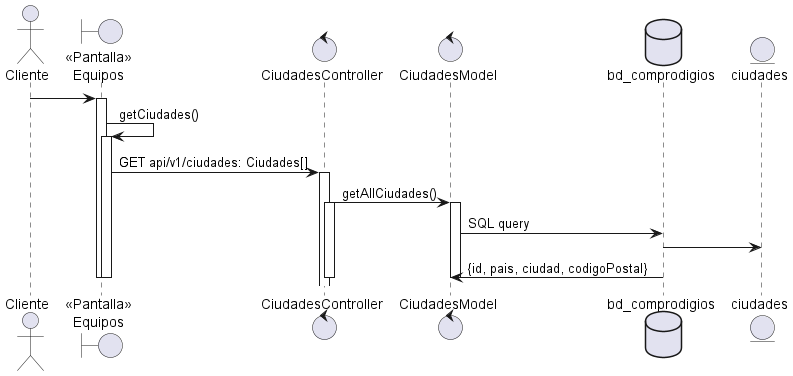 Cliente
«Pantalla»
Equipos
CiudadesController
CiudadesModel
bd_comprodigios
ciudades
getCiudades()
GET api/v1/ciudades: Ciudades[]
getAllCiudades()
SQL query
{id, pais, ciudad, codigoPostal}
Cliente
«Pantalla»
Equipos
CiudadesController
CiudadesModel
bd_comprodigios
ciudades